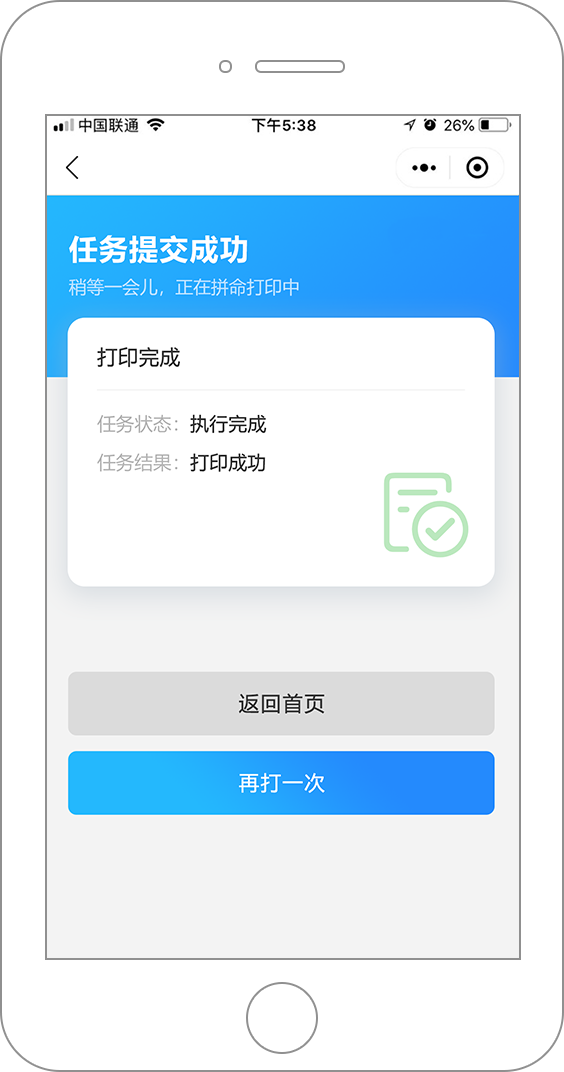 中国联通 下午5:38 26%
任务提交成功
稍等一会儿，正在拼命打印中
打印完成
任务状态：执行完成
任务结果：打印成功
返回首页
再打一次